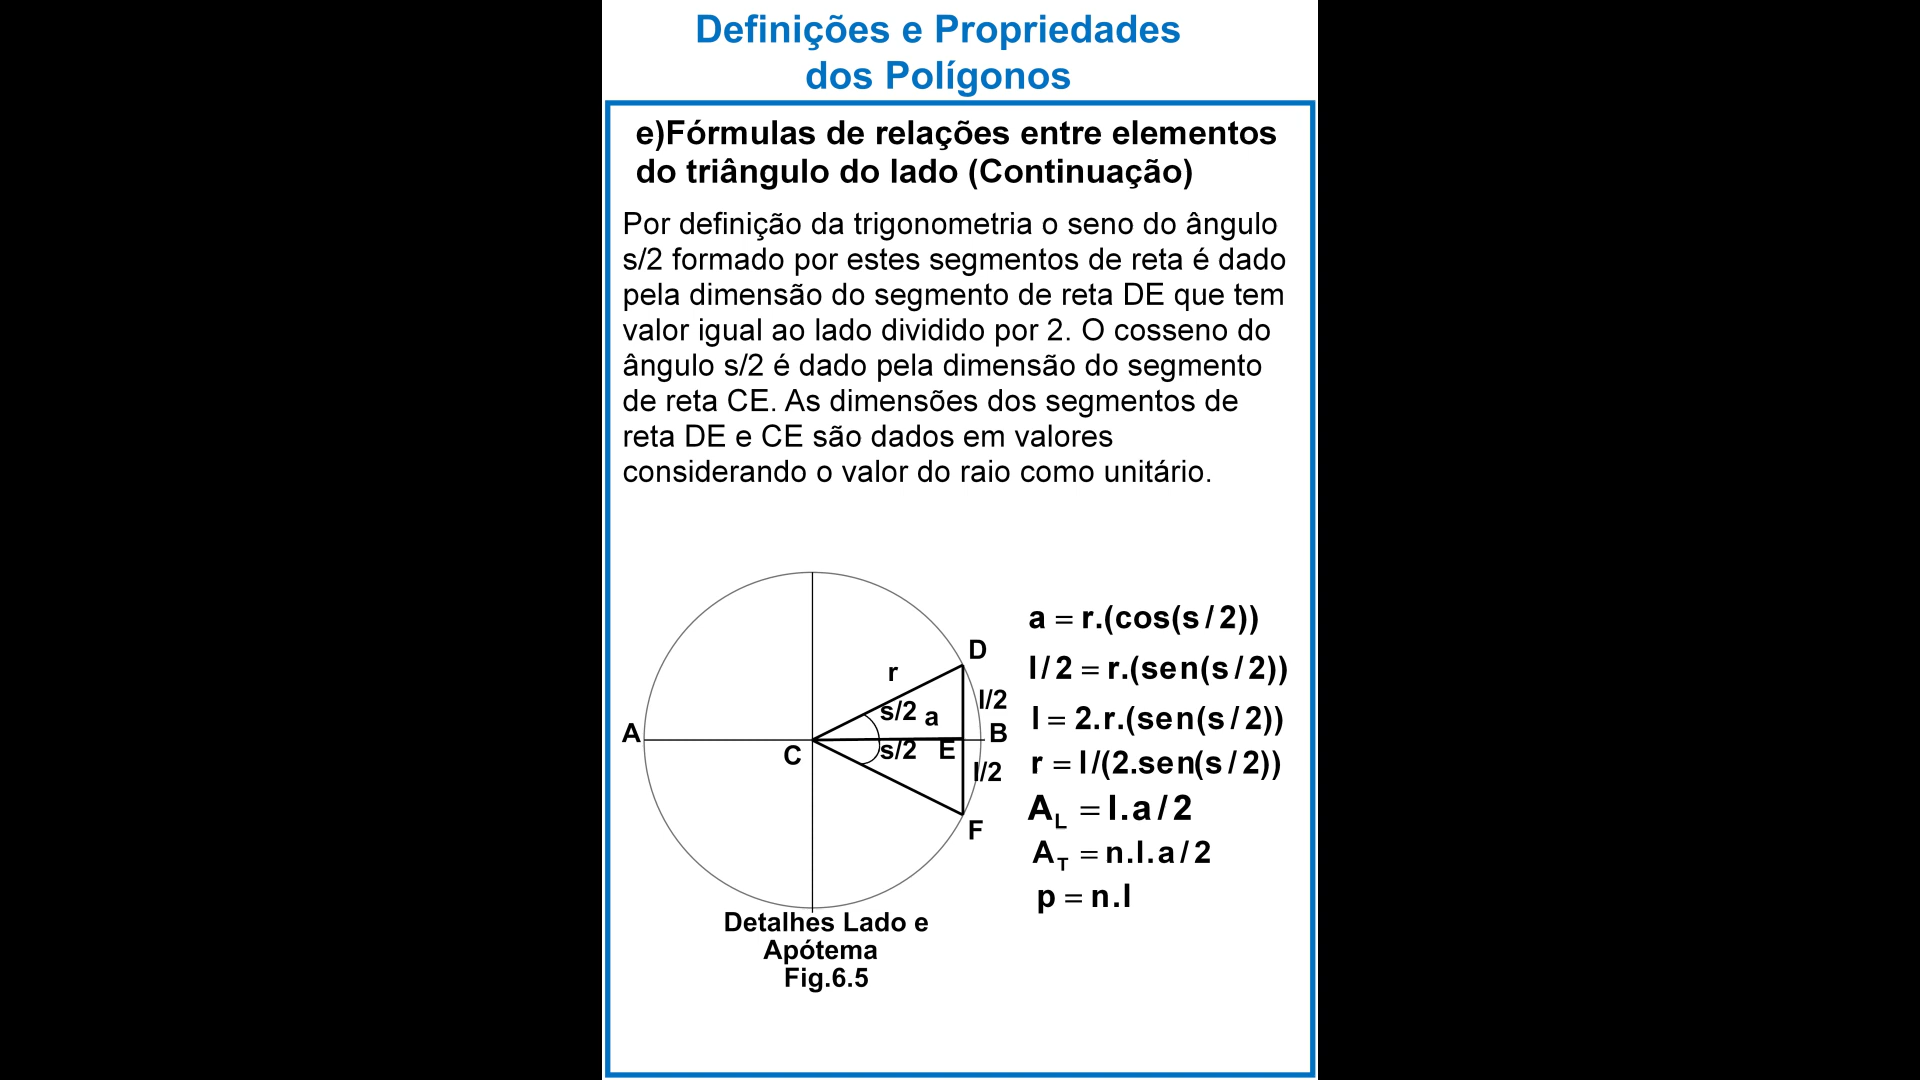 Definições e Propriedades
dos Polígonos
e)Fórmulas de relações entre elementos
do triângulo do lado (Continuação)
Por definição da trigonometria o seno do ângulo
s/2 formado por estes segmentos de reta é dado
pela dimensão do segmento de reta DE que tem
valor igual ao lado dividido por 2. O cosseno do
ângulo s/2 é dado pela dimensão do segmento
de reta CE. As dimensões dos segmentos de
reta DE e CE são dados em valores
considerando o valor do raio como unitário.
D
r
l/2
s/2 a
A
B
C
s/2 E
l/2
F
Detalhes Lado e
Apótema
Fig.6.5
a = r.(cos(s/2))
l/2 = r.(sen(s/2))
l = 2.r.(sen(s/2))
r = l/(2.sen(s/2))
A_L = l.a/2
A_T = n.l.a/2
p = n.l